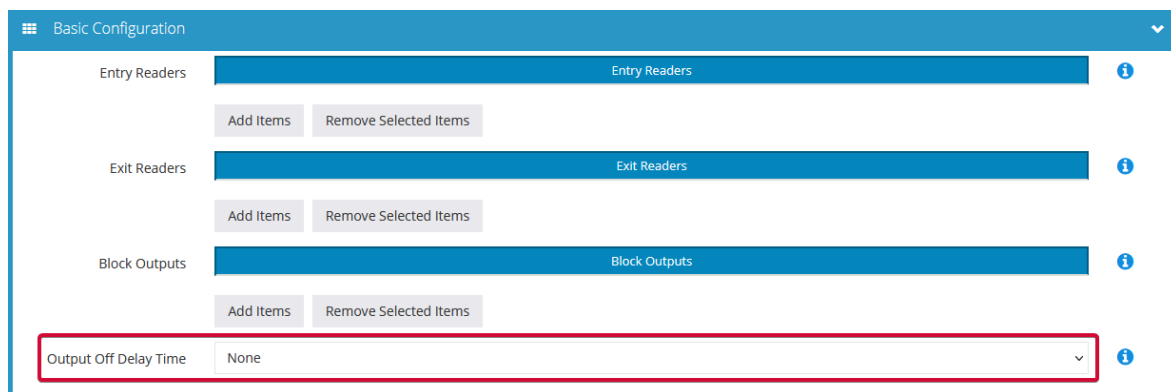 Basic Configuration
Entry Readers Entry Readers
Add Items Remove Selected Items
Exit Readers Exit Readers
Add Items Remove Selected Items
Block Outputs Block Outputs
Add Items Remove Selected Items
Output Off Delay Time None